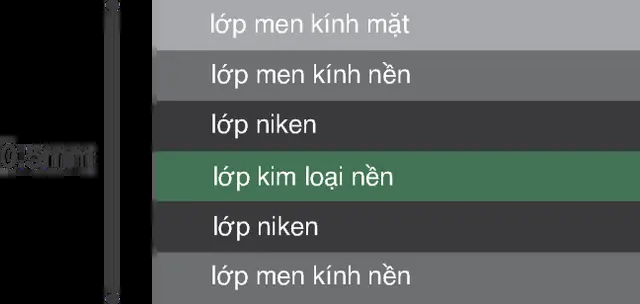 lớp men kính mặt
lớp men kính nền
lớp niken
lớp kim loại nền
lớp niken
lớp men kính nền